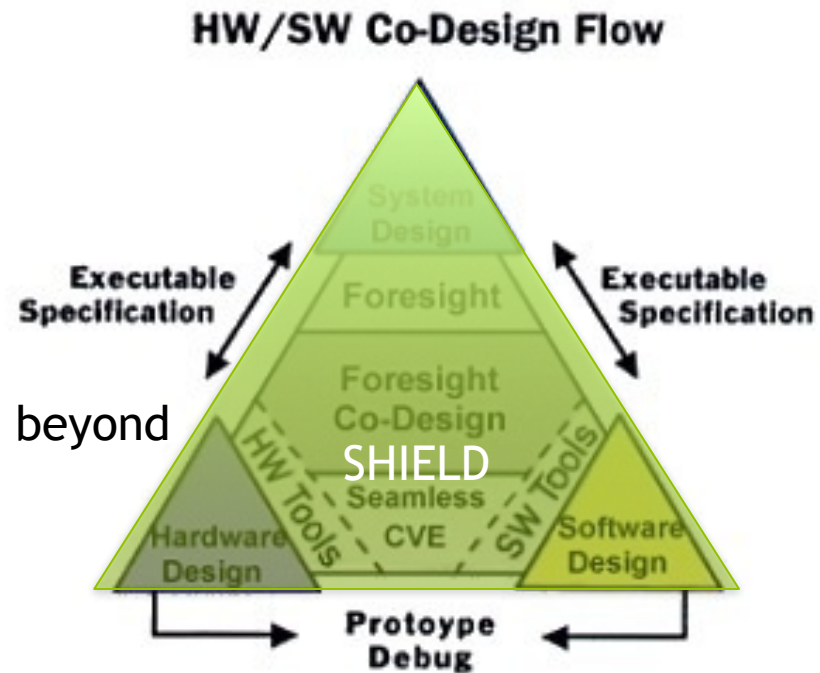 HW/SW Co-Design Flow
System
Design
Executable
Specification
Executable
Specification
Foresight
Foresight
Co-Design
beyond
SHIELD
HW Tools
Seamless
CVE
SW Tools
Hardware
Design
Software
Design
Protoype
Debug